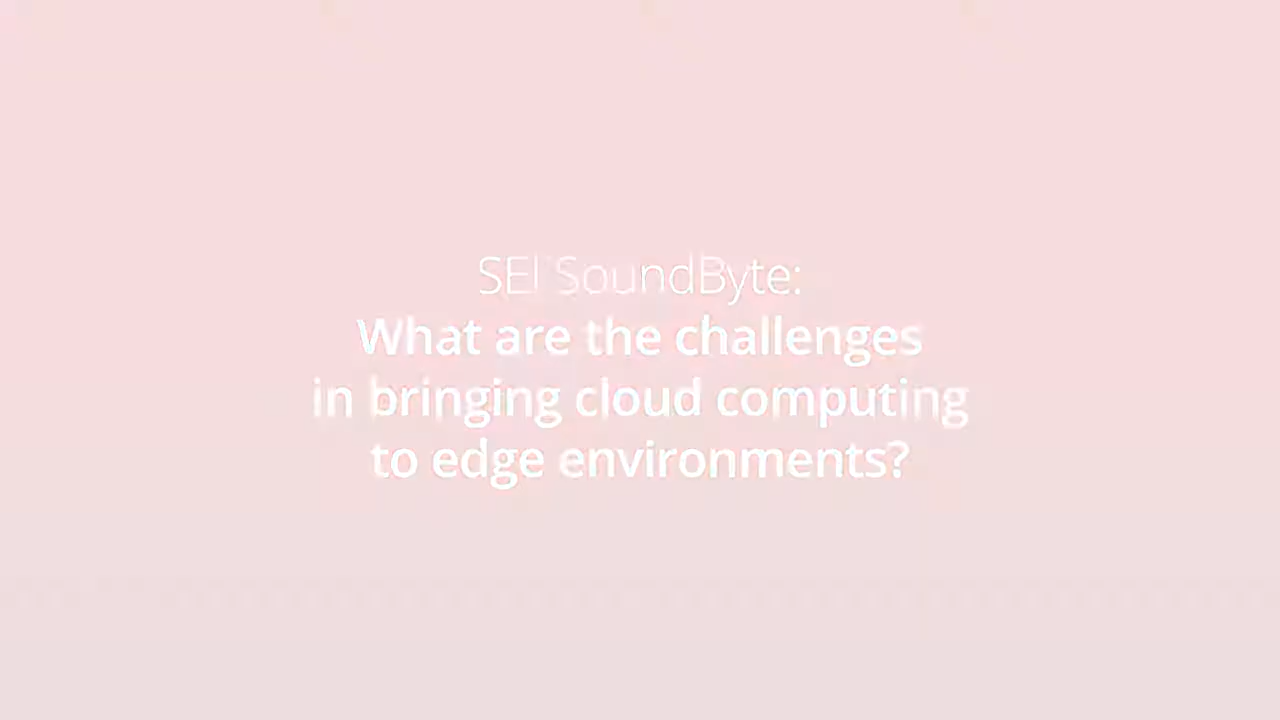 SEI SoundByte:
What are the challenges
in bringing cloud computing
to edge environments?